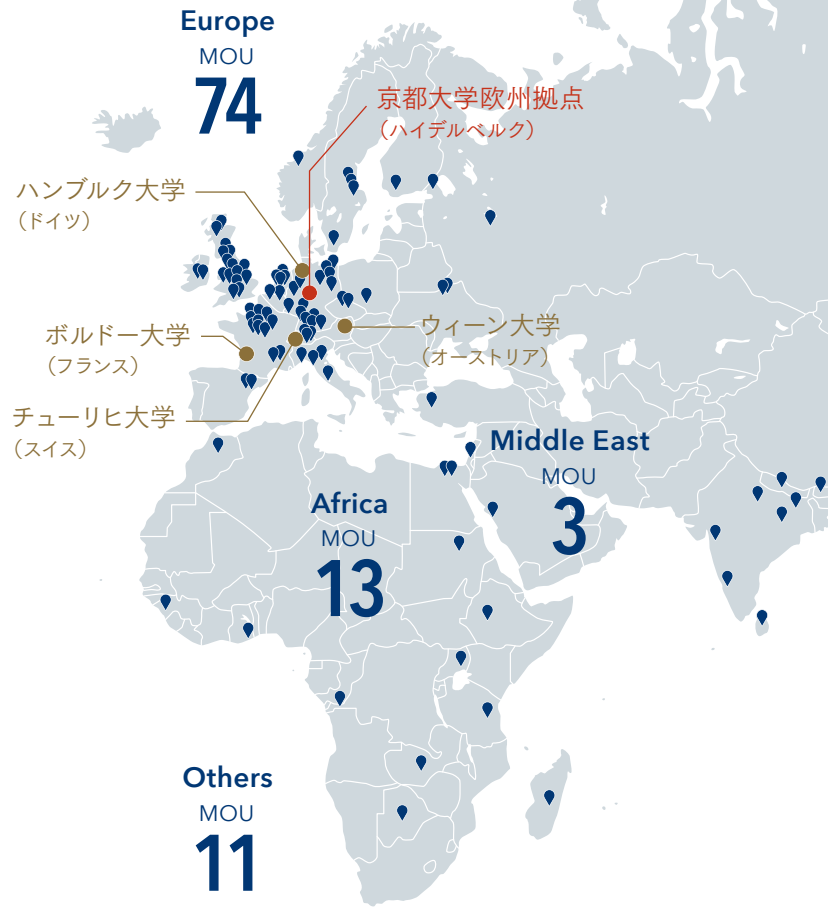 Europe
MOU
74
京都大学欧州拠点
（ハイデルベルク）
ハンブルク大学
（ドイツ）
ボルドー大学
（フランス）
ウィーン大学
（オーストリア）
チューリヒ大学
（スイス）
Middle East
MOU
3
Africa
MOU
13
Others
MOU
11